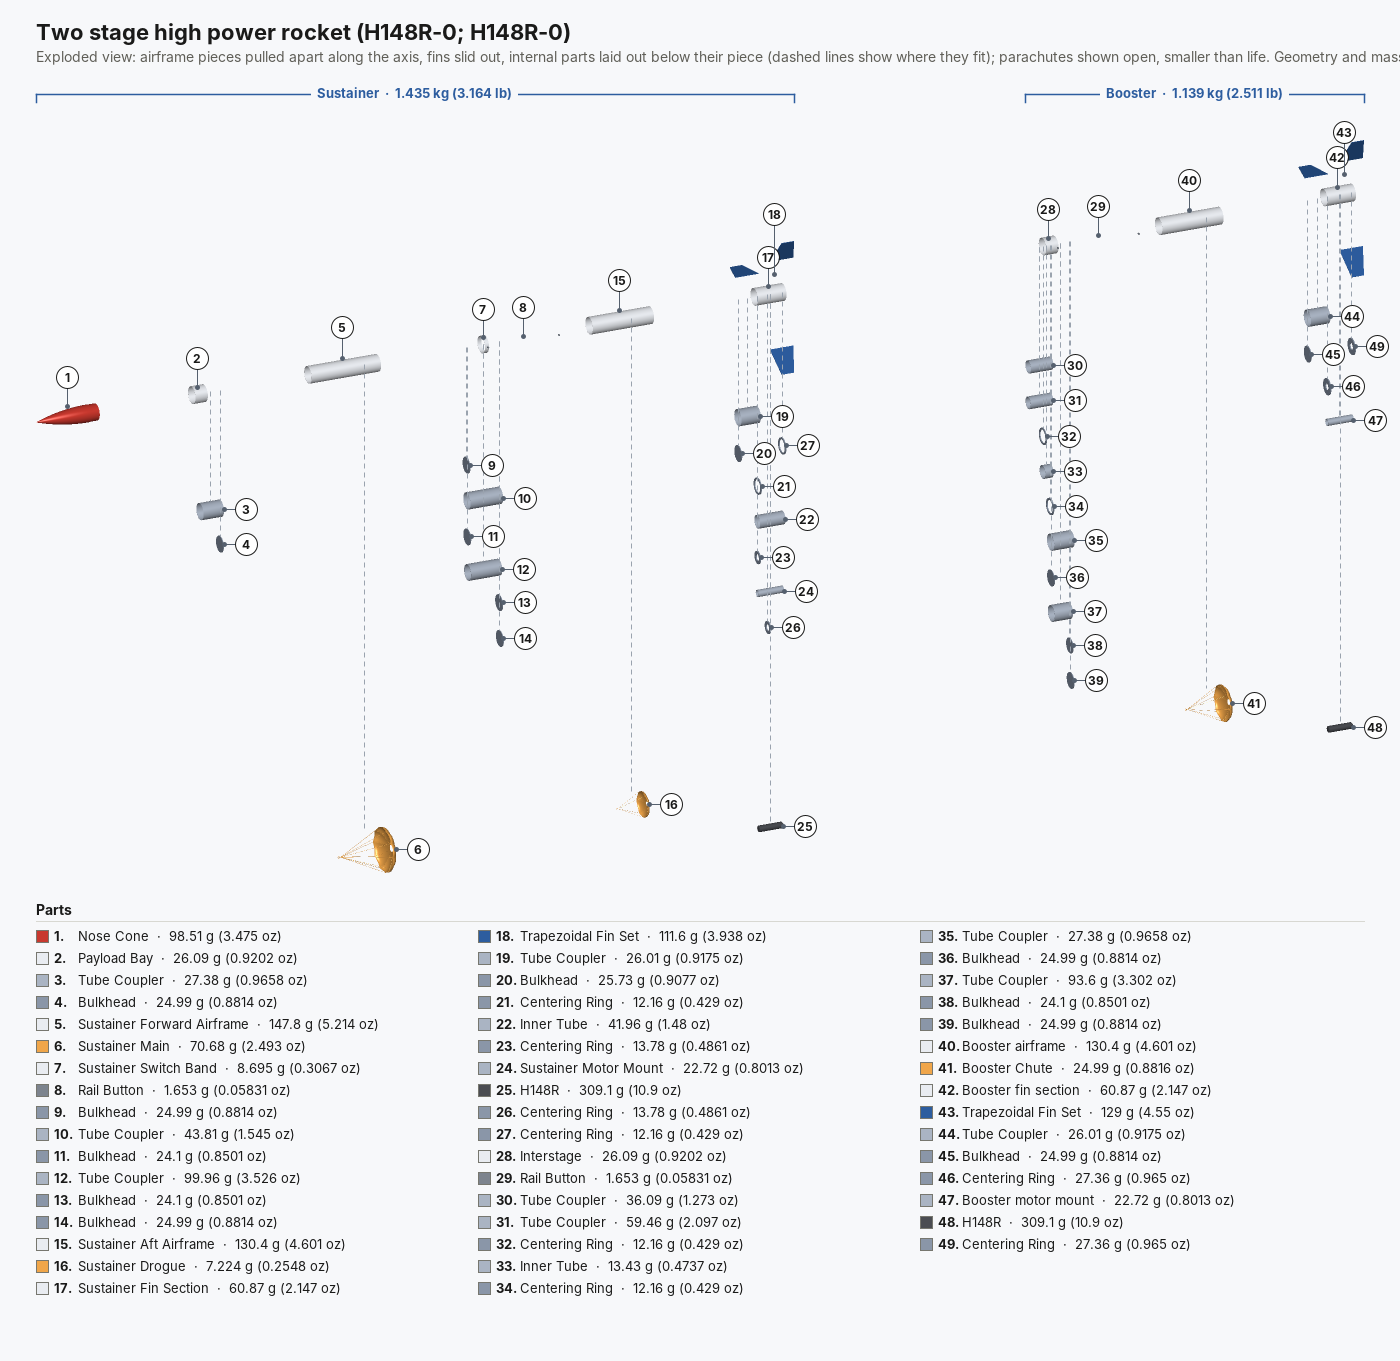 Two stage high power rocket (H148R-0; H148R-0)
Exploded view: airframe pieces pulled apart along the axis, fins slid out, internal parts laid out below their piece (dashed lines show where they fit); parachutes shown open, smaller than life. Geometry and mas
Sustainer · 1.435 kg (3.164 lb)
Booster · 1.139 kg (2.511 lb)
43
42
40
28
29
18
17
15
7
8
5
2
1
44
49
45
46
47
30
31
32
33
34
35
36
37
38
39
41
48
19
27
20
21
22
23
24
26
9
10
11
12
13
14
3
4
16
25
6
Parts
1. Nose Cone · 98.51 g (3.475 oz)
2. Payload Bay · 26.09 g (0.9202 oz)
3. Tube Coupler · 27.38 g (0.9658 oz)
4. Bulkhead · 24.99 g (0.8814 oz)
5. Sustainer Forward Airframe · 147.8 g (5.214 oz)
6. Sustainer Main · 70.68 g (2.493 oz)
7. Sustainer Switch Band · 8.695 g (0.3067 oz)
8. Rail Button · 1.653 g (0.05831 oz)
9. Bulkhead · 24.99 g (0.8814 oz)
10. Tube Coupler · 43.81 g (1.545 oz)
11. Bulkhead · 24.1 g (0.8501 oz)
12. Tube Coupler · 99.96 g (3.526 oz)
13. Bulkhead · 24.1 g (0.8501 oz)
14. Bulkhead · 24.99 g (0.8814 oz)
15. Sustainer Aft Airframe · 130.4 g (4.601 oz)
16. Sustainer Drogue · 7.224 g (0.2548 oz)
17. Sustainer Fin Section · 60.87 g (2.147 oz)
18. Trapezoidal Fin Set · 111.6 g (3.938 oz)
19. Tube Coupler · 26.01 g (0.9175 oz)
20. Bulkhead · 25.73 g (0.9077 oz)
21. Centering Ring · 12.16 g (0.429 oz)
22. Inner Tube · 41.96 g (1.48 oz)
23. Centering Ring · 13.78 g (0.4861 oz)
24. Sustainer Motor Mount · 22.72 g (0.8013 oz)
25. H148R · 309.1 g (10.9 oz)
26. Centering Ring · 13.78 g (0.4861 oz)
27. Centering Ring · 12.16 g (0.429 oz)
28. Interstage · 26.09 g (0.9202 oz)
29. Rail Button · 1.653 g (0.05831 oz)
30. Tube Coupler · 36.09 g (1.273 oz)
31. Tube Coupler · 59.46 g (2.097 oz)
32. Centering Ring · 12.16 g (0.429 oz)
33. Inner Tube · 13.43 g (0.4737 oz)
34. Centering Ring · 12.16 g (0.429 oz)
35. Tube Coupler · 27.38 g (0.9658 oz)
36. Bulkhead · 24.99 g (0.8814 oz)
37. Tube Coupler · 93.6 g (3.302 oz)
38. Bulkhead · 24.1 g (0.8501 oz)
39. Bulkhead · 24.99 g (0.8814 oz)
40. Booster airframe · 130.4 g (4.601 oz)
41. Booster Chute · 24.99 g (0.8816 oz)
42. Booster fin section · 60.87 g (2.147 oz)
43. Trapezoidal Fin Set · 129 g (4.55 oz)
44. Tube Coupler · 26.01 g (0.9175 oz)
45. Bulkhead · 24.99 g (0.8814 oz)
46. Centering Ring · 27.36 g (0.965 oz)
47. Booster motor mount · 22.72 g (0.8013 oz)
48. H148R · 309.1 g (10.9 oz)
49. Centering Ring · 27.36 g (0.965 oz)